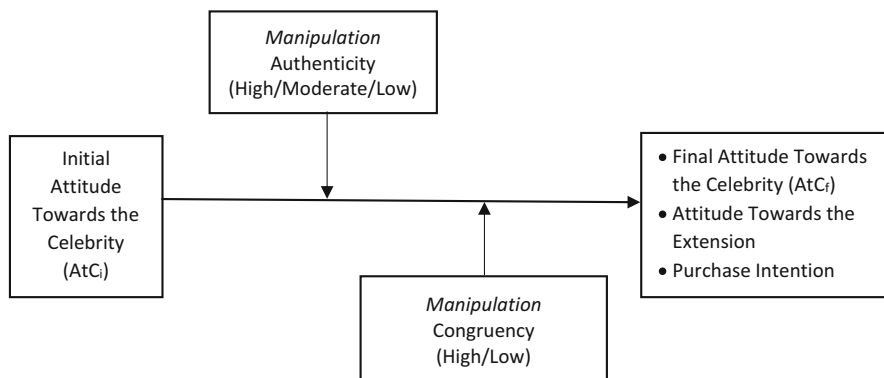 Manipulation
Authenticity
(High/Moderate/Low)
Initial
Attitude
Towards the
Celebrity
(AtCᵢ)
• Final Attitude Towards
the Celebrity (AtC_f)
• Attitude Towards the
Extension
• Purchase Intention
Manipulation
Congruency
(High/Low)